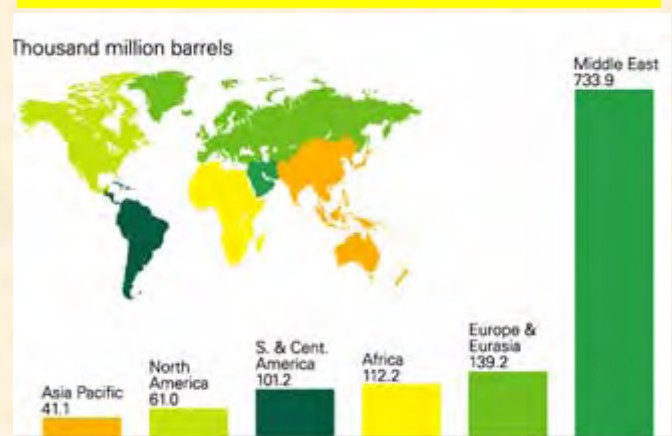 Thousand million barrels
Middle East
733.9
Europe &
Eurasia
139.2
Africa
112.2
S. & Cent.
America
101.2
North
America
61.0
Asia Pacific
41.1